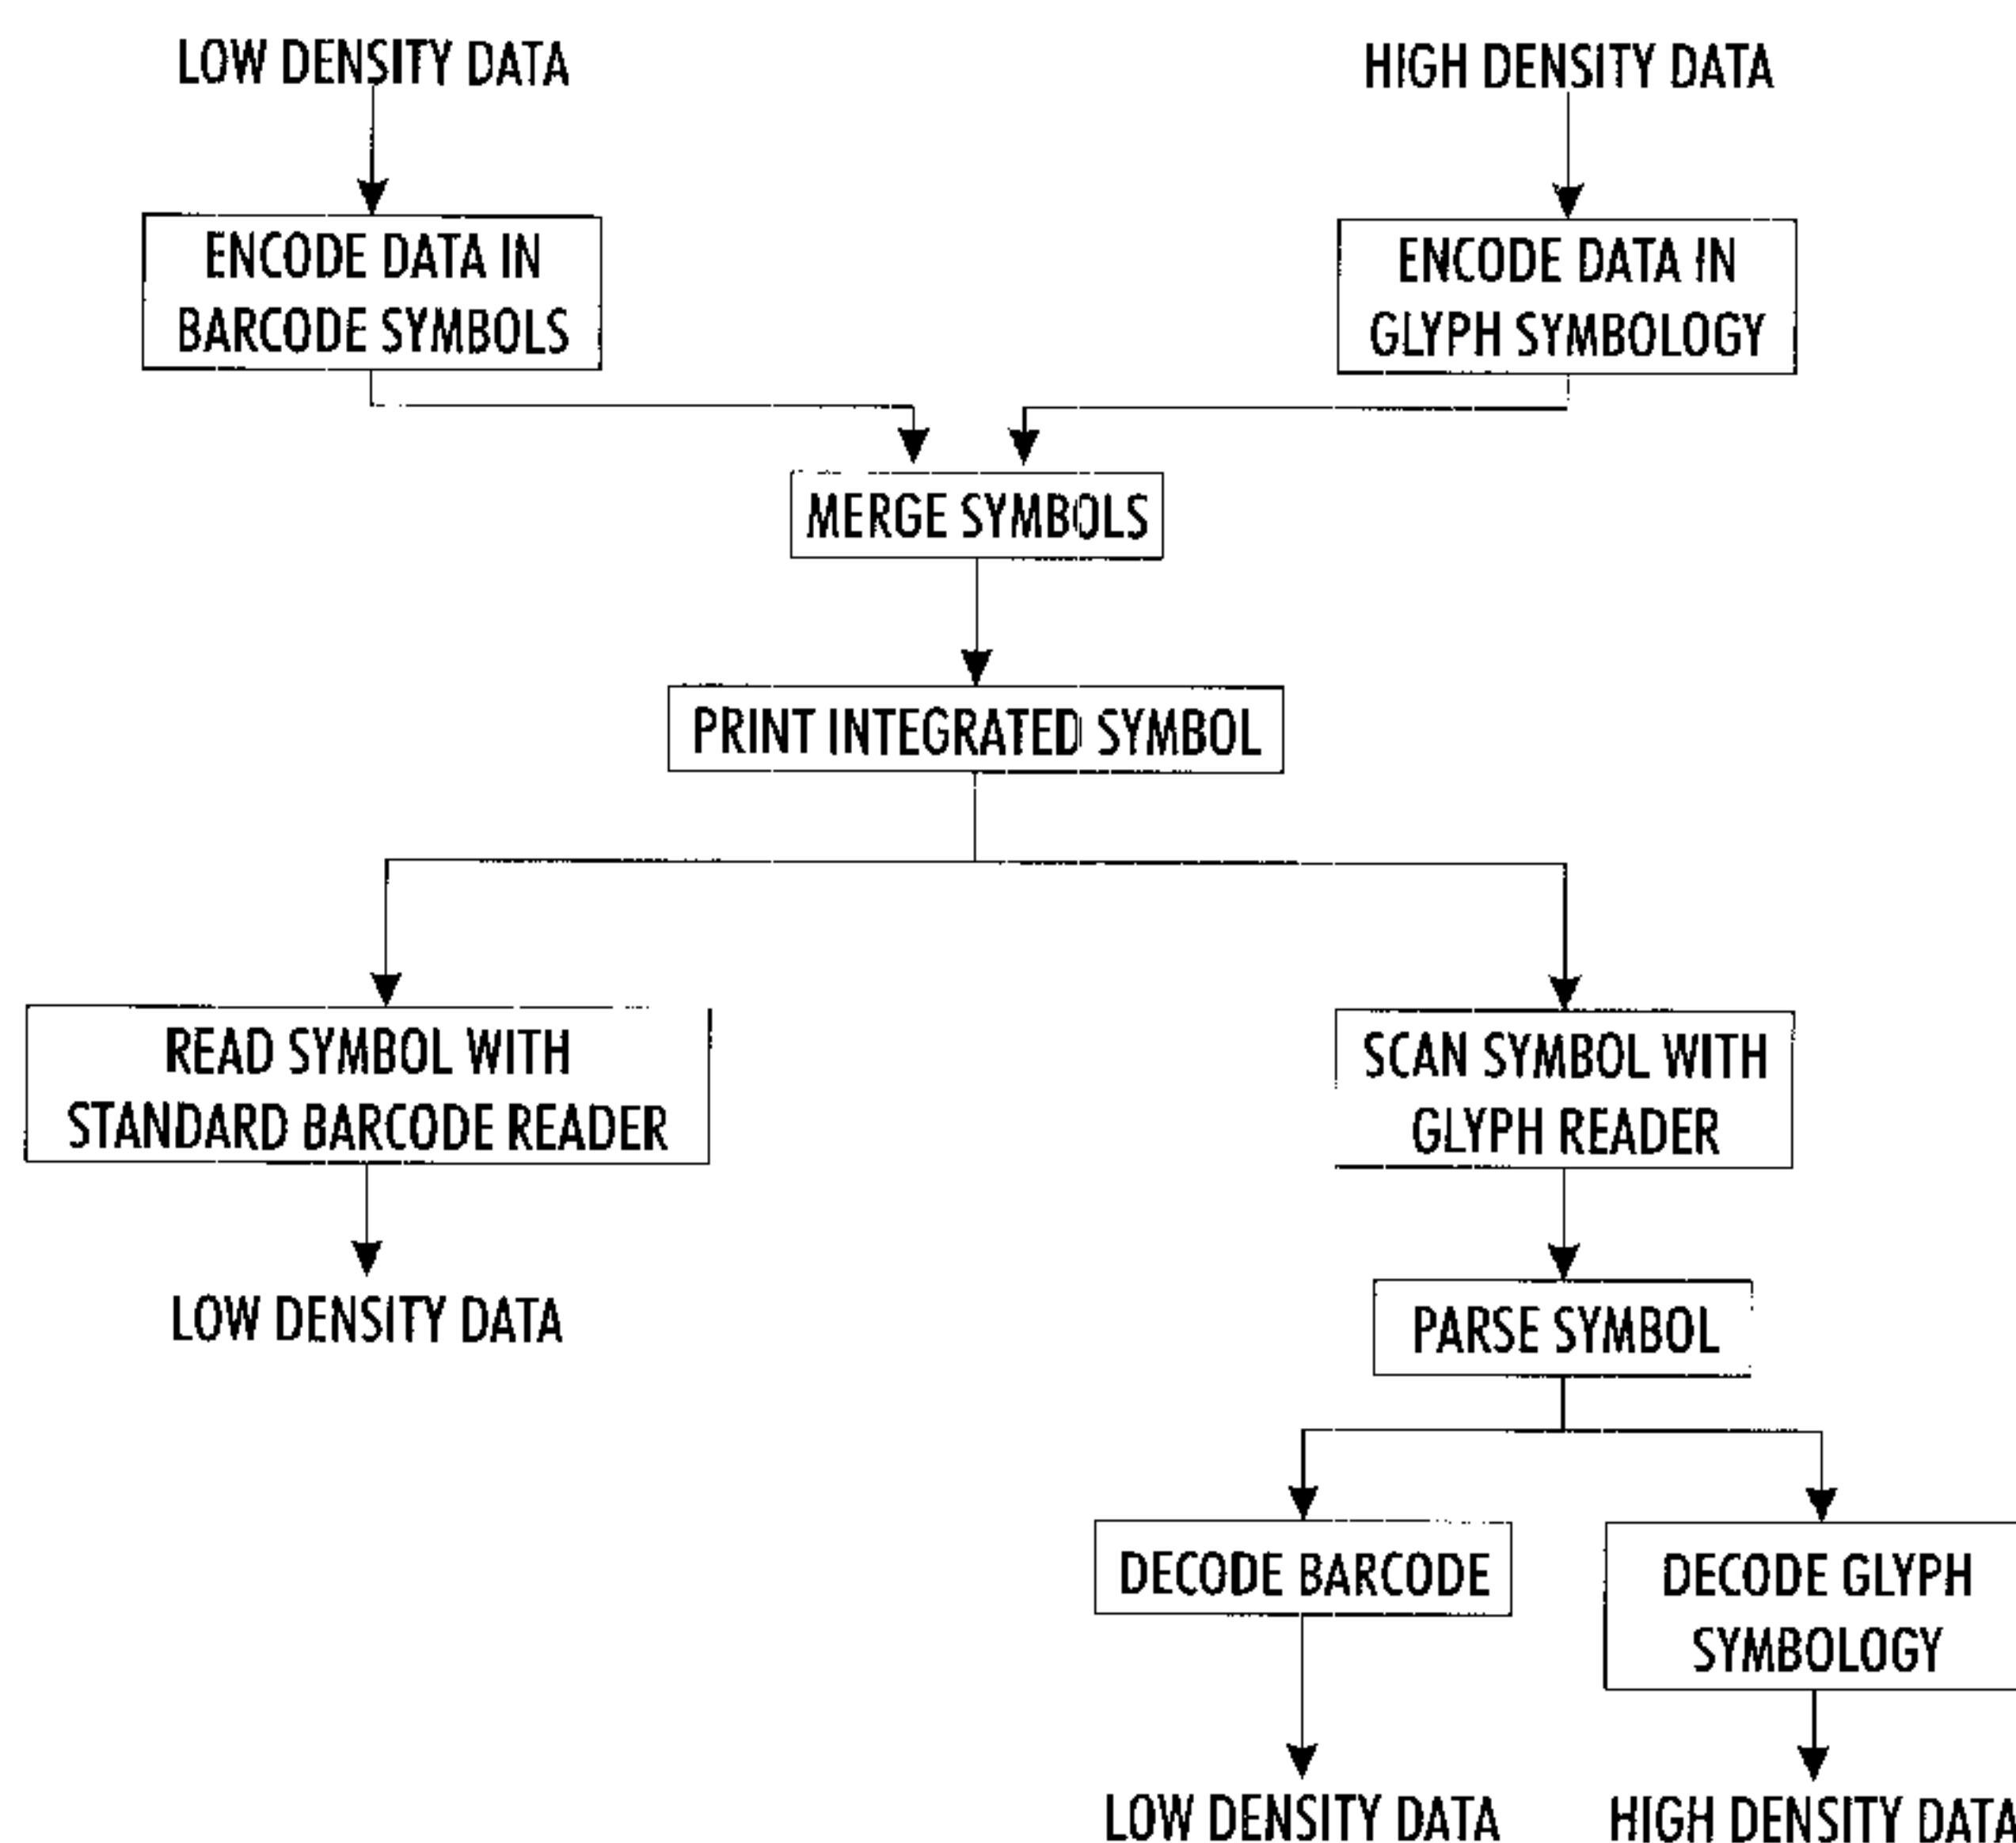 LOW DENSITY DATA
HIGH DENSITY DATA
ENCODE DATA IN
BARCODE SYMBOLS
ENCODE DATA IN
GLYPH SYMBOLOGY
MERGE SYMBOLS
PRINT INTEGRATED SYMBOL
READ SYMBOL WITH
STANDARD BARCODE READER
SCAN SYMBOL WITH
GLYPH READER
LOW DENSITY DATA
PARSE SYMBOL
DECODE BARCODE
DECODE GLYPH
SYMBOLOGY
LOW DENSITY DATA
HIGH DENSITY DATA